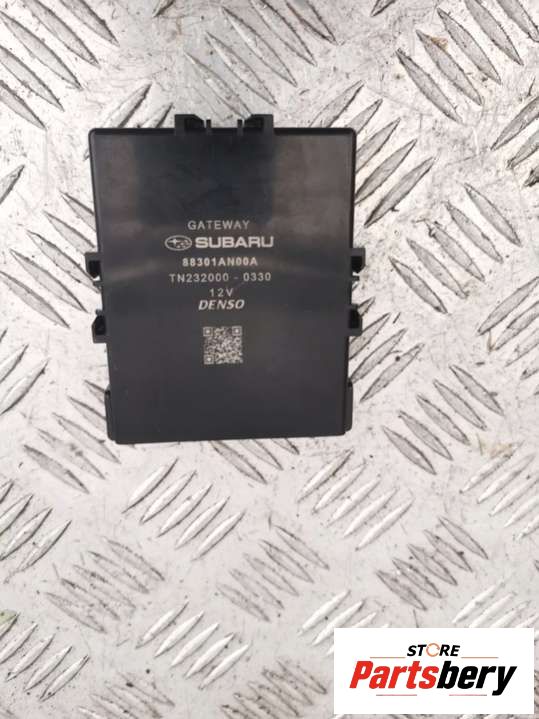 GATEWAY
SUBARU
88301AN00A
TN232000-0330
12V
DENSO
STORE
Partsbery